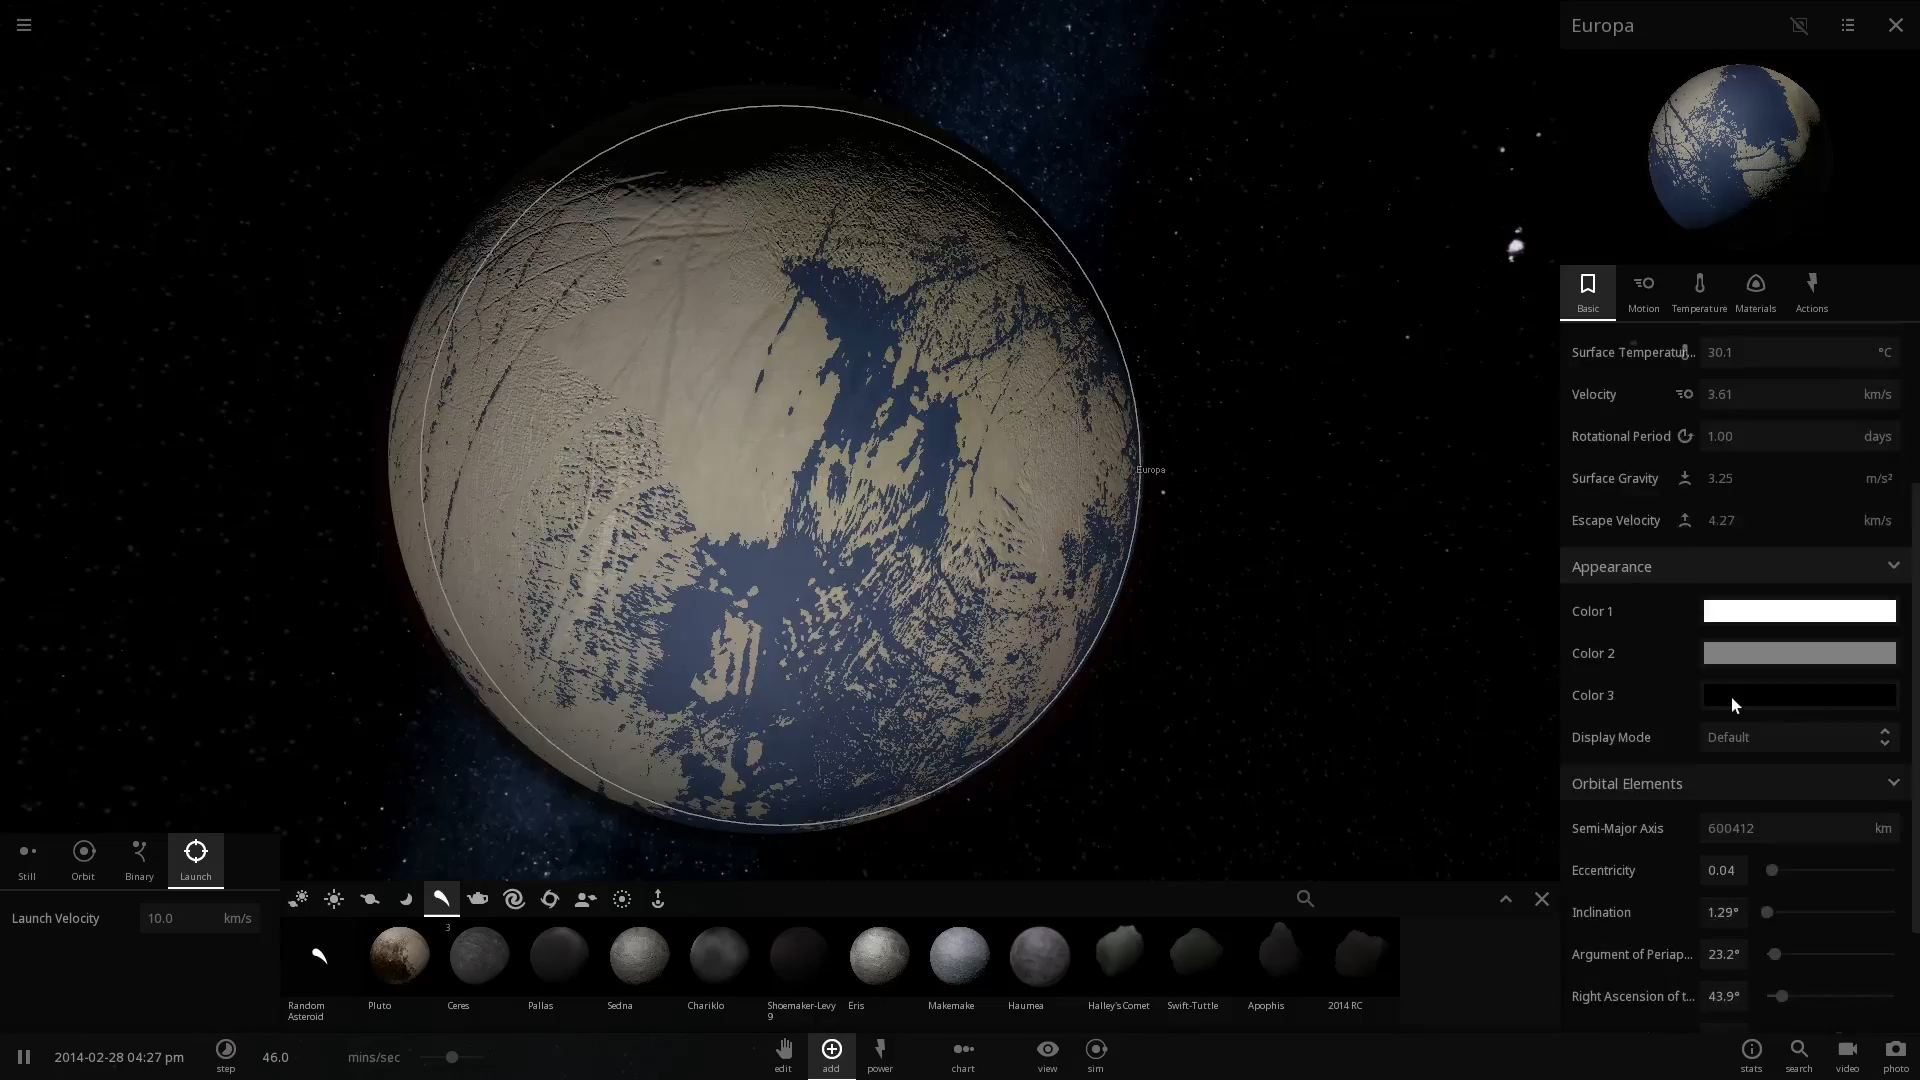 Europa
Basic
Motion
Temperature
Materials
Actions
Surface Temperatur... 30.1 °C
Velocity 3.61 km/s
Rotational Period 1.00 days
Surface Gravity 3.25 m/s²
Escape Velocity 4.27 km/s
Appearance
Color 1
Color 2
Color 3
Display Mode Default
Orbital Elements
Semi-Major Axis 600412 km
Eccentricity 0.04
Inclination 1.29°
Argument of Periap... 23.2°
Right Ascension of t... 43.9°
Europa
Still
Orbit
Binary
Launch
Launch Velocity 10.0 km/s
3
Random
Asteroid
Pluto
Ceres
Pallas
Sedna
Chariklo
Shoemaker-Levy
9
Eris
Makemake
Haumea
Halley's Comet
Swift-Tuttle
Apophis
2014 RC
2014-02-28 04:27 pm
step
46.0 mins/sec
edit
add
power
chart
view
sim
stats
search
video
photo